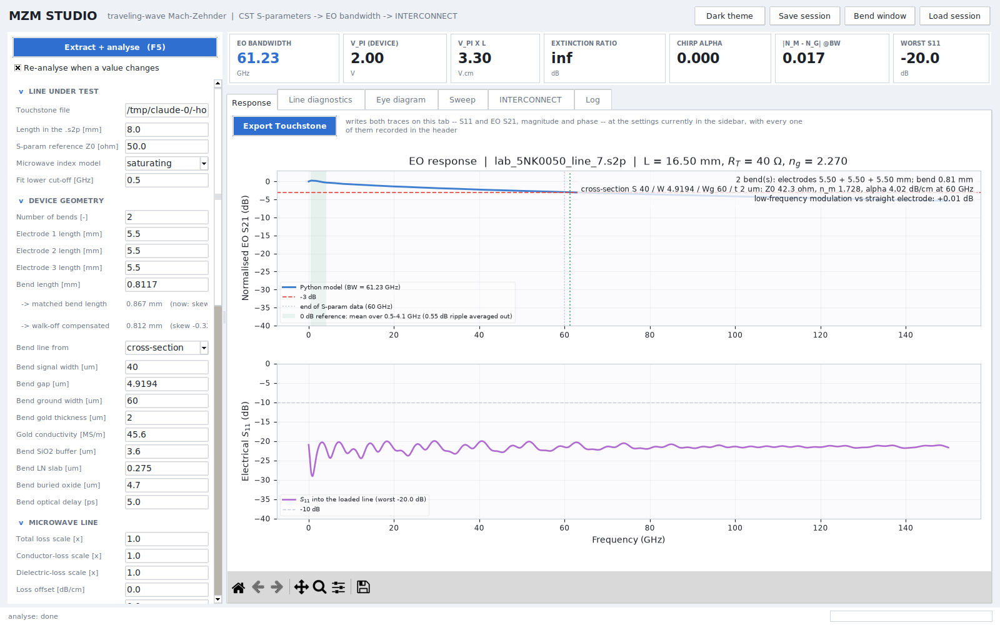 MZM STUDIO
traveling-wave Mach-Zehnder | CST S-parameters -> EO bandwidth -> INTERCONNECT
Dark theme
Save session
Bend window
Load session
Extract + analyse (F5)
Re-analyse when a value changes
v LINE UNDER TEST
Touchstone file /tmp/claude-0/-ho
Length in the .s2p [mm] 8.0
S-param reference Z0 [ohm] 50.0
Microwave index model saturating
Fit lower cut-off [GHz] 0.5
v DEVICE GEOMETRY
Number of bends [-] 2
Electrode 1 length [mm] 5.5
Electrode 2 length [mm] 5.5
Electrode 3 length [mm] 5.5
Bend length [mm] 0.8117
-> matched bend length 0.867 mm (now: skew
-> walk-off compensated 0.812 mm (skew -0.3
Bend line from cross-section
Bend signal width [um] 40
Bend gap [um] 4.9194
Bend ground width [um] 60
Bend gold thickness [um] 2
Gold conductivity [MS/m] 45.6
Bend SiO2 buffer [um] 3.6
Bend LN slab [um] 0.275
Bend buried oxide [um] 4.7
Bend optical delay [ps] 5.0
v MICROWAVE LINE
Total loss scale [x] 1.0
Conductor-loss scale [x] 1.0
Dielectric-loss scale [x] 1.0
Loss offset [dB/cm] 0.0
EO BANDWIDTH
61.23
GHz
V_PI (DEVICE)
2.00
V
V_PI X L
3.30
V.cm
EXTINCTION RATIO
inf
dB
CHIRP ALPHA
0.000
|N_M - N_G| @BW
0.017
WORST S11
-20.0
dB
Response
Line diagnostics
Eye diagram
Sweep
INTERCONNECT
Log
Export Touchstone
writes both traces on this tab -- S11 and EO S21, magnitude and phase -- at the settings currently in the sidebar, with every one
of them recorded in the header
EO response | lab_5NK0050_line_7.s2p | L = 16.50 mm, R_T = 40 Ω, n_g = 2.270
2 bend(s): electrodes 5.50 + 5.50 + 5.50 mm; bend 0.81 mm
cross-section S 40 / W 4.9194 / Wg 60 / t 2 um: Z0 42.3 ohm, n_m 1.728, alpha 4.02 dB/cm at 60 GHz
low-frequency modulation vs straight electrode: +0.01 dB
Normalised EO S21 (dB)
0
−5
−10
−15
−20
−25
−30
−35
−40
Python model (BW = 61.23 GHz)
-3 dB
end of S-param data (60 GHz)
0 dB reference: mean over 0.5-4.1 GHz (0.55 dB ripple averaged out)
0 20 40 60 80 100 120 140
Electrical S11 (dB)
0
−5
−10
−15
−20
−25
−30
−35
−40
S11 into the loaded line (worst -20.0 dB)
-10 dB
0 20 40 60 80 100 120 140
Frequency (GHz)
analyse: done